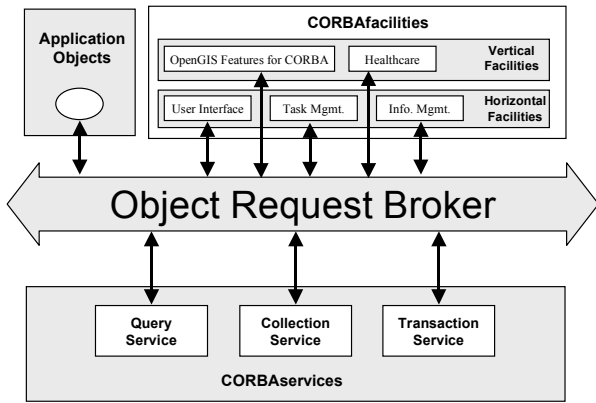 Application
Objects
CORBAfacilities
OpenGIS Features for CORBA
Healthcare
Vertical
Facilities
User Interface
Task Mgmt.
Info. Mgmt.
Horizontal
Facilities
Object Request Broker
Query
Service
Collection
Service
Transaction
Service
CORBAservices